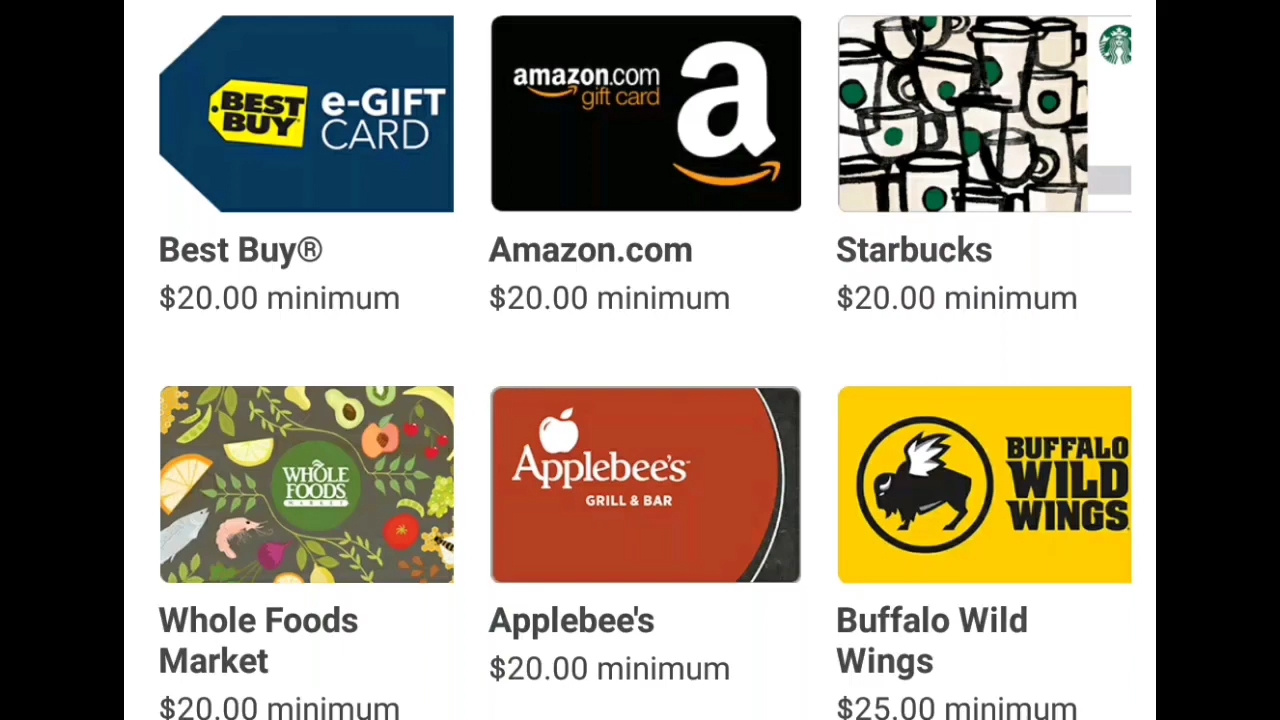 BEST
BUY
e-GIFT
CARD
amazon.com
gift card
a
Best Buy®
$20.00 minimum
Amazon.com
$20.00 minimum
Starbucks
$20.00 minimum
WHOLE
FOODS
MARKET
Applebee's
GRILL & BAR
BUFFALO
WILD
WINGS
Whole Foods
Market
$20.00 minimum
Applebee's
$20.00 minimum
Buffalo Wild
Wings
$25.00 minimum